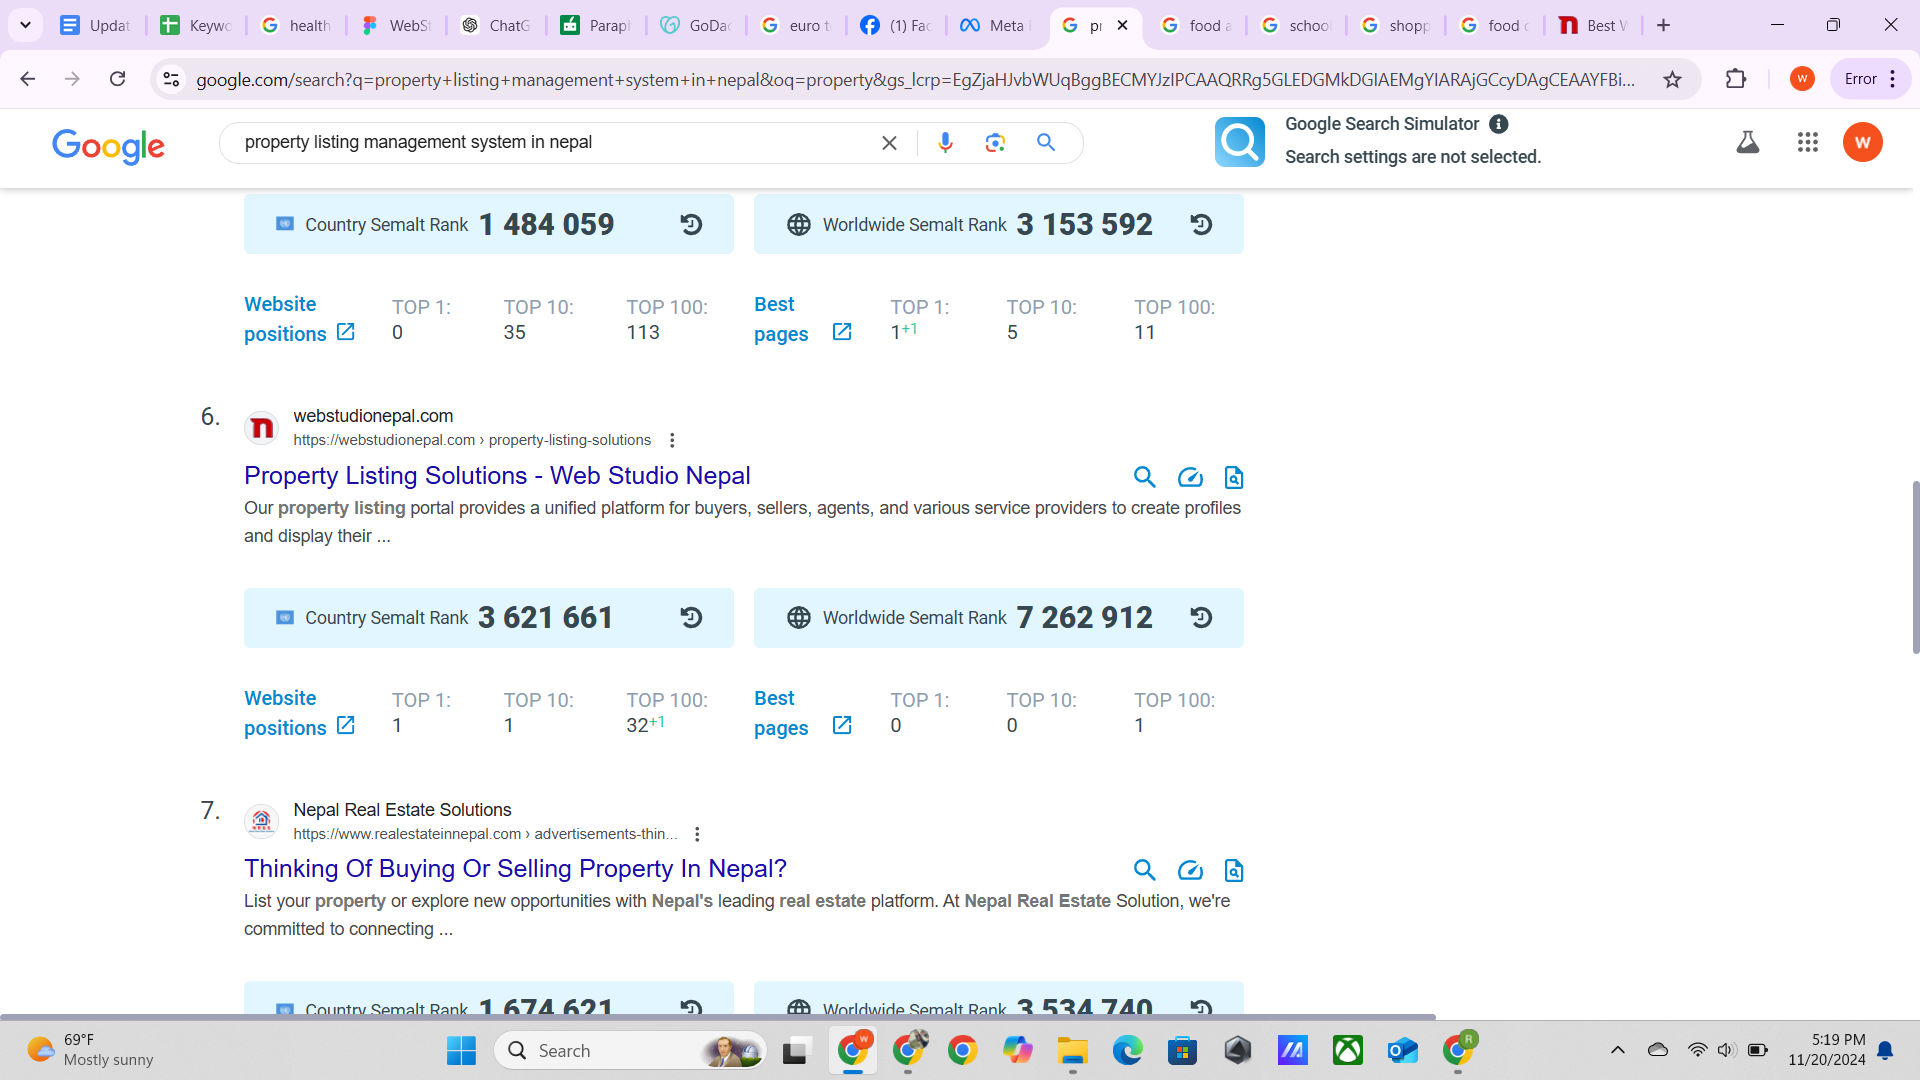 Updat
Keywo
health
WebSt
ChatG
Paraph
GoDad
euro t
(1) Fac
Meta
pr
food a
schoo
shopp
food c
Best W
google.com/search?q=property+listing+management+system+in+nepal&oq=property&gs_lcrp=EgZjaHJvbWUqBggBECMYJzIPCAAQRRg5GLEDGMkDGIAEMgYIARAjGCcyDAgCEAAYFBi...
W
Error
Google
property listing management system in nepal
Google Search Simulator
Search settings are not selected.
W
Country Semalt Rank 1 484 059
Worldwide Semalt Rank 3 153 592
Website positions
TOP 1: 0
TOP 10: 35
TOP 100: 113
Best pages
TOP 1: 1+1
TOP 10: 5
TOP 100: 11
6.
webstudionepal.com
https://webstudionepal.com › property-listing-solutions
Property Listing Solutions - Web Studio Nepal
Our property listing portal provides a unified platform for buyers, sellers, agents, and various service providers to create profiles
and display their ...
Country Semalt Rank 3 621 661
Worldwide Semalt Rank 7 262 912
Website positions
TOP 1: 1
TOP 10: 1
TOP 100: 32+1
Best pages
TOP 1: 0
TOP 10: 0
TOP 100: 1
7.
Nepal Real Estate Solutions
https://www.realestateinnepal.com › advertisements-thin...
Thinking Of Buying Or Selling Property In Nepal?
List your property or explore new opportunities with Nepal's leading real estate platform. At Nepal Real Estate Solution, we're
committed to connecting ...
Country Semalt Rank 1 674 621
Worldwide Semalt Rank 3 534 740
69°F
Mostly sunny
Search
5:19 PM
11/20/2024